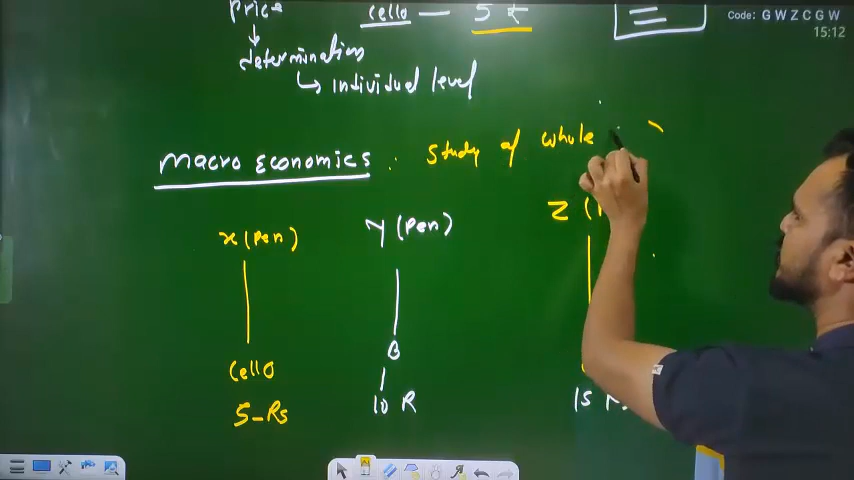 price
cello — 5 ₹
Code: G W Z C G W
15:12
↓
determination
↳ individual level
Macro Economics : Study of whole
x (Pen)
y (Pen)
Z (
cello
B
5-Rs
10 R
15